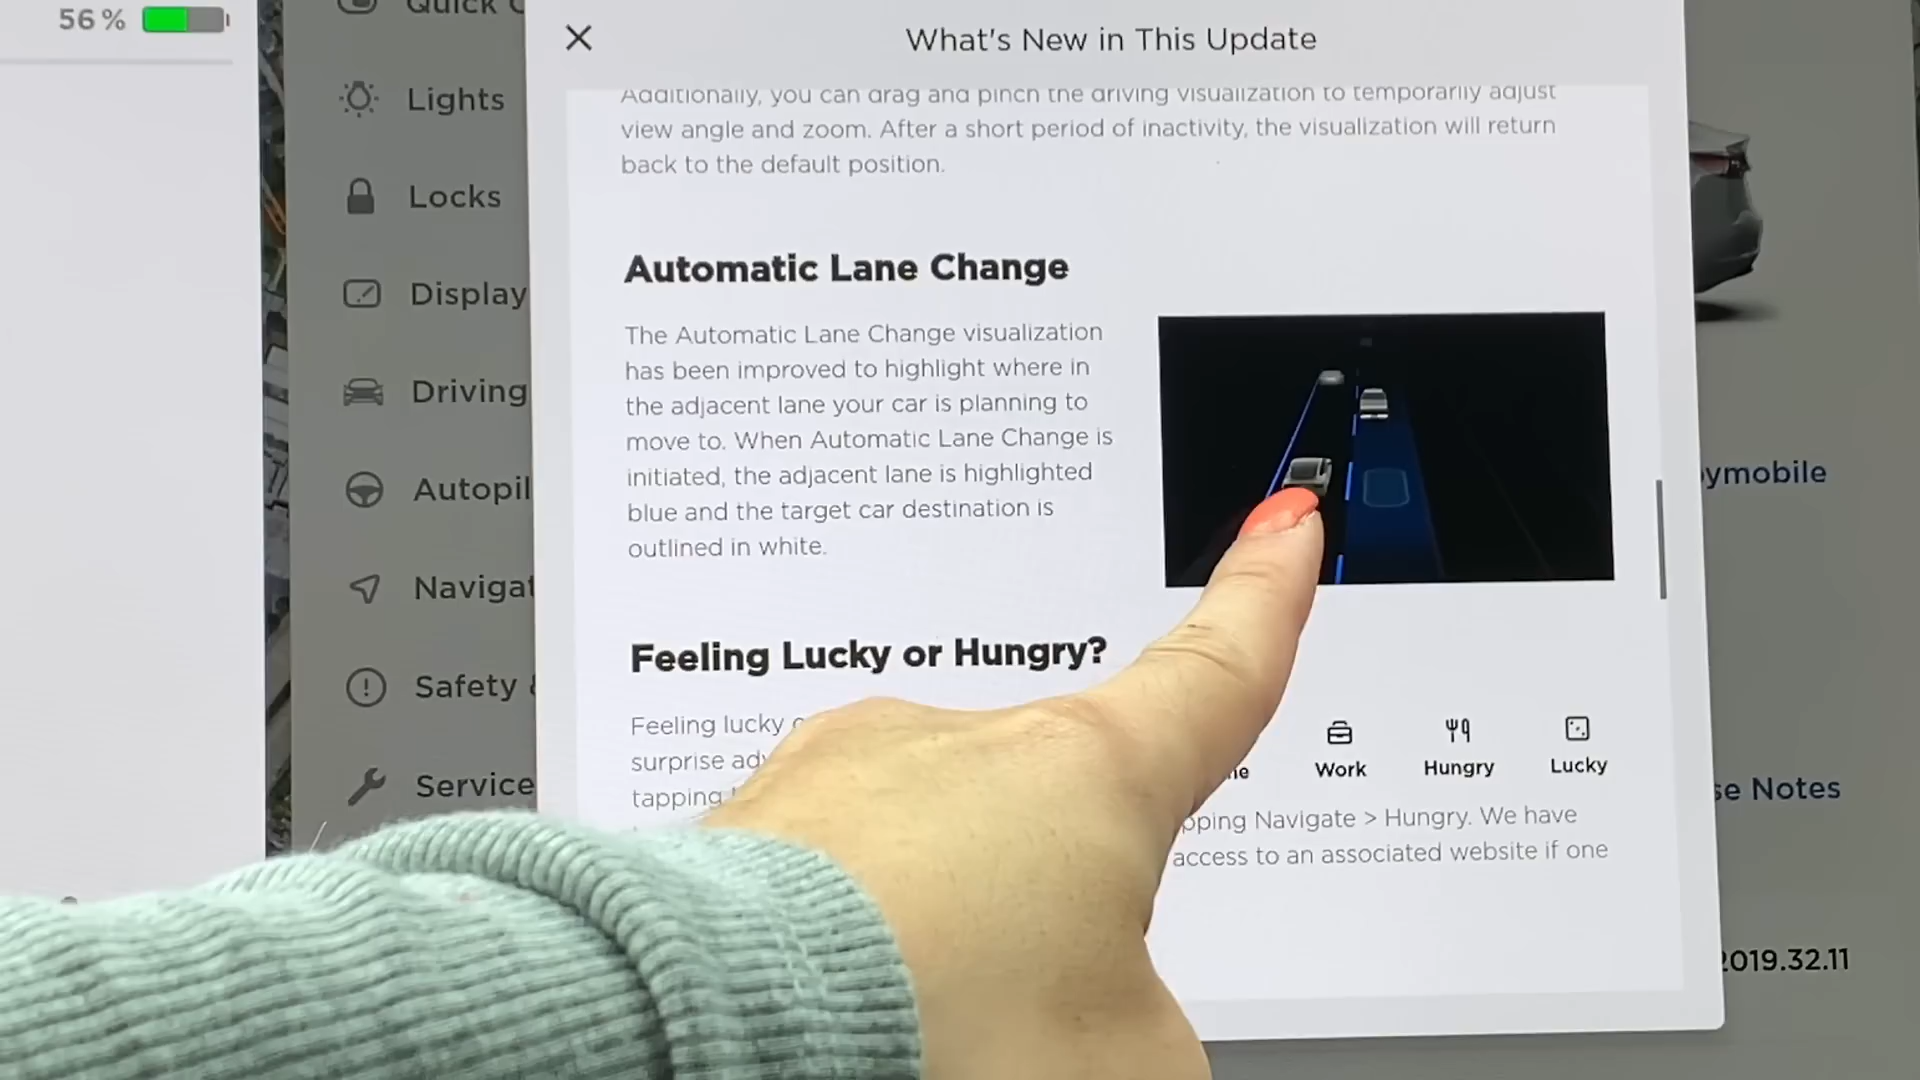 56 %
Quick
Lights
Locks
Display
Driving
Autopil
Navigat
Safety
Service
What's New in This Update
Additionally, you can drag and pinch the driving visualization to temporarily adjust
view angle and zoom. After a short period of inactivity, the visualization will return
back to the default position.
Automatic Lane Change
The Automatic Lane Change visualization
has been improved to highlight where in
the adjacent lane your car is planning to
move to. When Automatic Lane Change is
initiated, the adjacent lane is highlighted
blue and the target car destination is
outlined in white.
Feeling Lucky or Hungry?
Feeling lucky
surprise
tapping
Work
Hungry
Lucky
pping Navigate > Hungry. We have
access to an associated website if one
ymobile
se Notes
2019.32.11